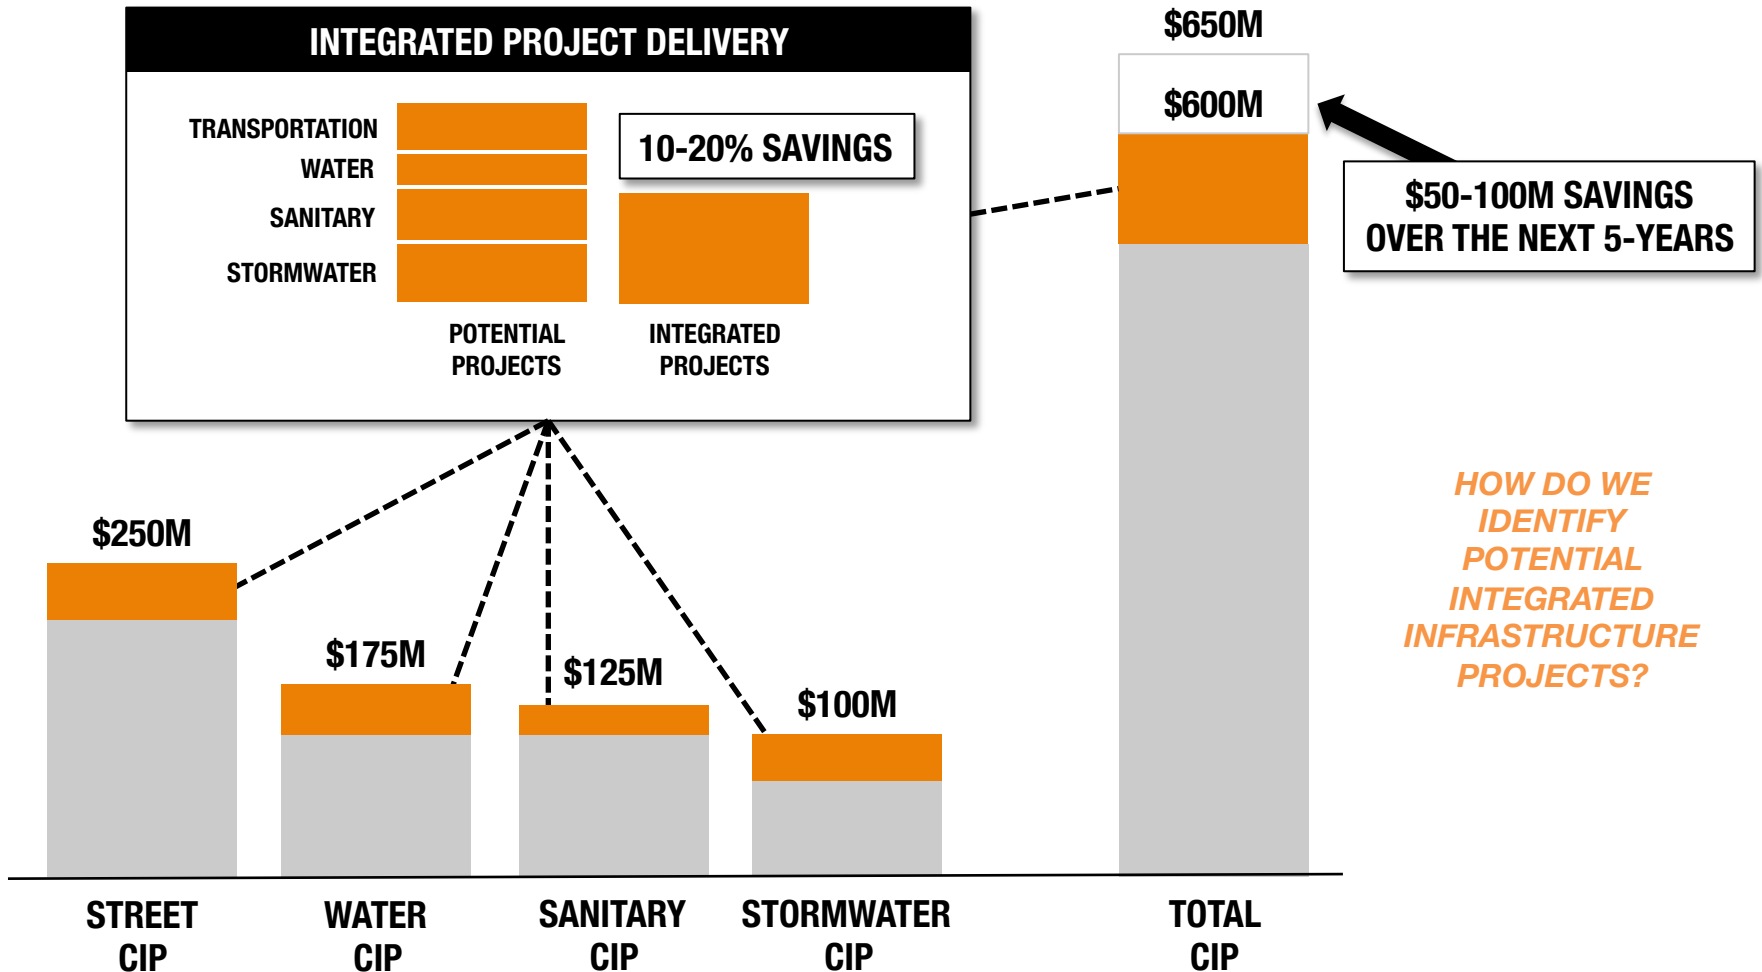 INTEGRATED PROJECT DELIVERY
TRANSPORTATION
WATER
SANITARY
STORMWATER
10-20% SAVINGS
POTENTIAL
PROJECTS
INTEGRATED
PROJECTS
$650M
$600M
$50-100M SAVINGS
OVER THE NEXT 5-YEARS
HOW DO WE
IDENTIFY
POTENTIAL
INTEGRATED
INFRASTRUCTURE
PROJECTS?
$250M
$175M
$125M
$100M
STREET
CIP
WATER
CIP
SANITARY
CIP
STORMWATER
CIP
TOTAL
CIP